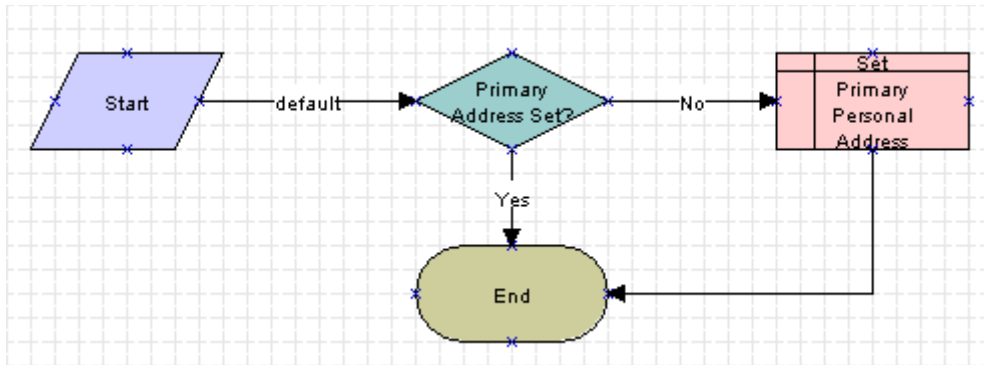 Start
default
Primary
Address Set?
No
Set
Primary
Personal
Address
Yes
End